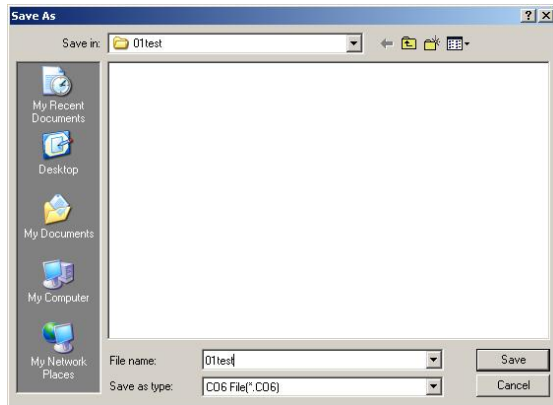 Save As
Save in: 01test
My Recent
Documents
Desktop
My Documents
My Computer
My Network
Places
File name: 01test
Save
Save as type: CO6 File(*.CO6)
Cancel